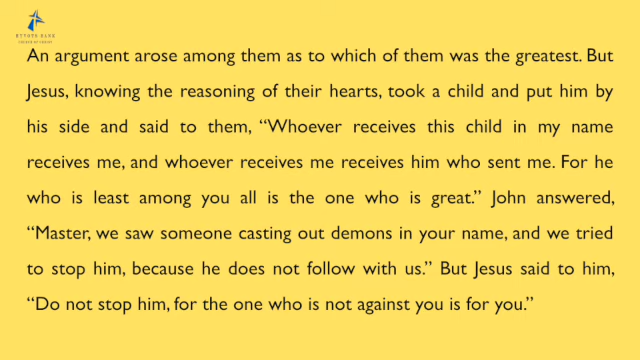 CHURCH OF CHRIST
An argument arose among them as to which of them was the greatest. But
Jesus, knowing the reasoning of their hearts, took a child and put him by
his side and said to them, “Whoever receives this child in my name
receives me, and whoever receives me receives him who sent me. For he
who is least among you all is the one who is great.” John answered,
“Master, we saw someone casting out demons in your name, and we tried
to stop him, because he does not follow with us.” But Jesus said to him,
“Do not stop him, for the one who is not against you is for you.”